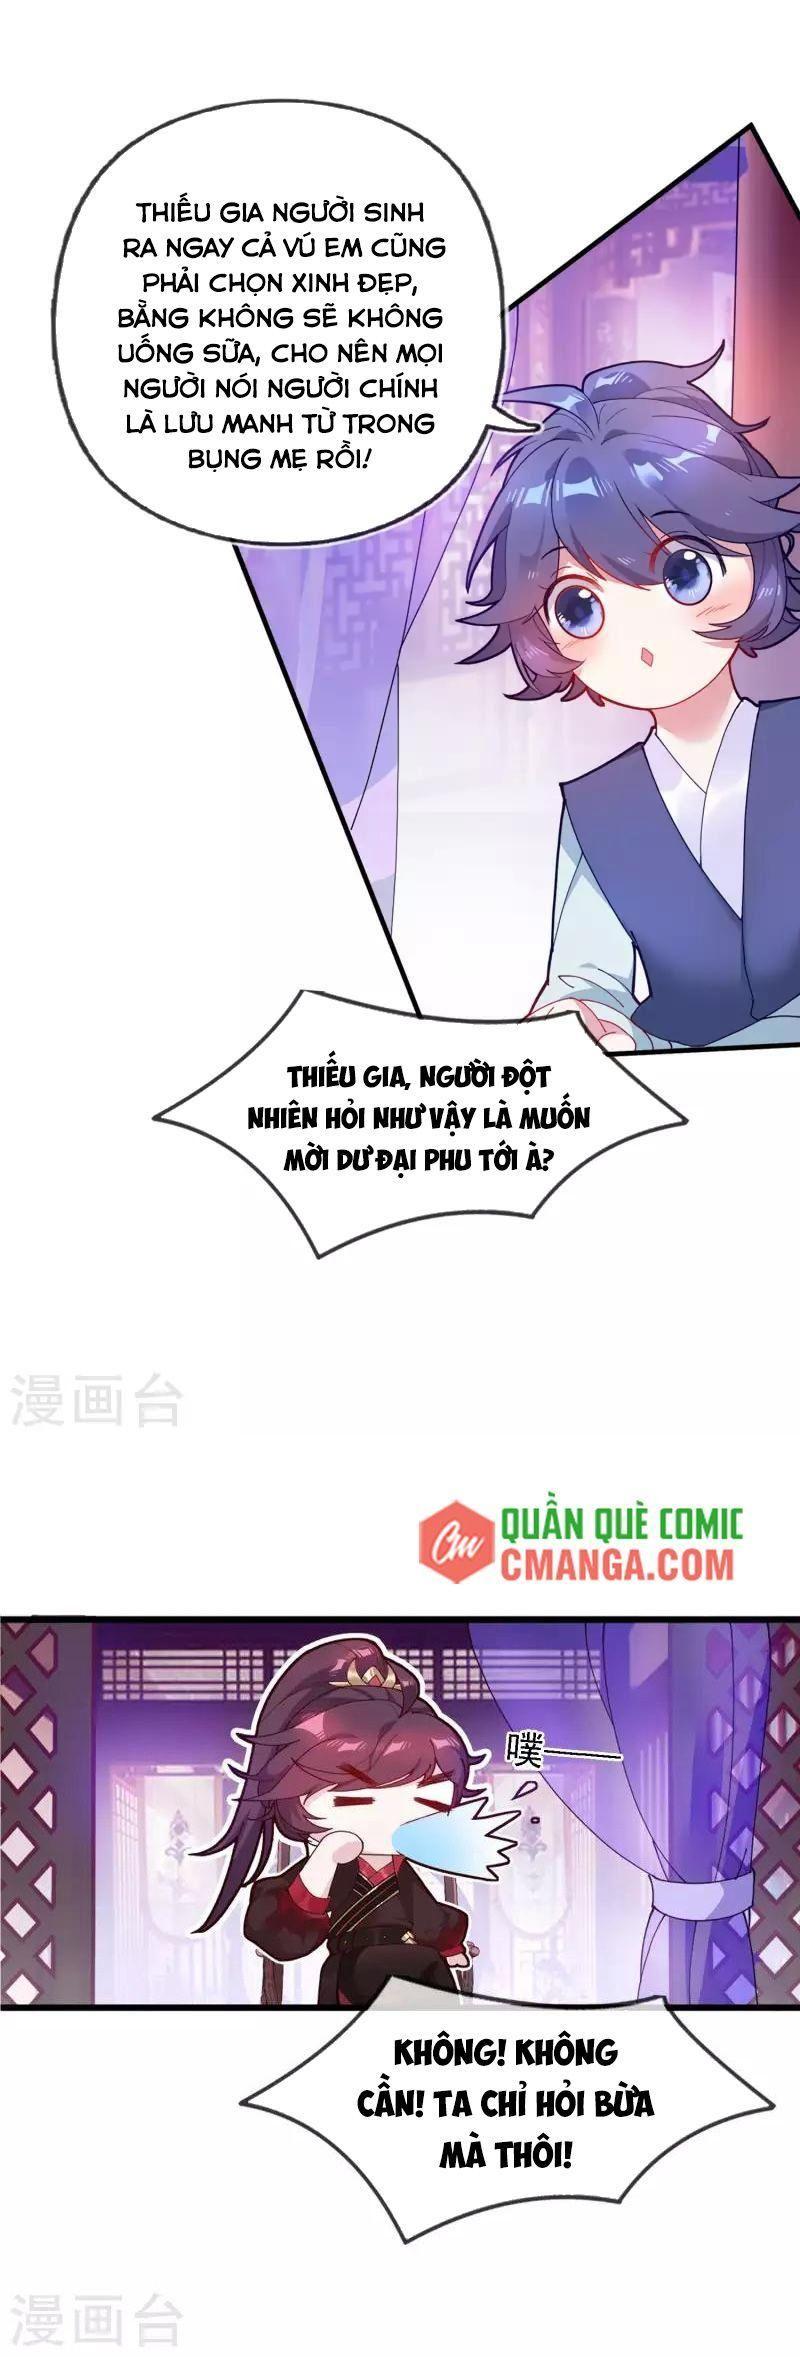 THIẾU GIA NGƯỜI SINH
RA NGAY CẢ VÚ EM CŨNG
PHẢI CHỌN XINH ĐẸP,
BẰNG KHÔNG SẼ KHÔNG
UỐNG SỮA, CHO NÊN MỌI
NGƯỜI NÓI NGƯỜI CHÍNH
LÀ LƯU MANH TỪ TRONG
BỤNG MẸ RỒI!
THIẾU GIA, NGƯỜI ĐỘT
NHIÊN HỎI NHƯ VẬY LÀ MUỐN
MỜI DƯ ĐẠI PHU TỚI À?
漫画台
Cm
QUẦN QUÈ COMIC
CMANGA.COM
噗——
KHÔNG! KHÔNG
CẦN! TA CHỈ HỎI BỪA
MÀ THÔI!
漫画台